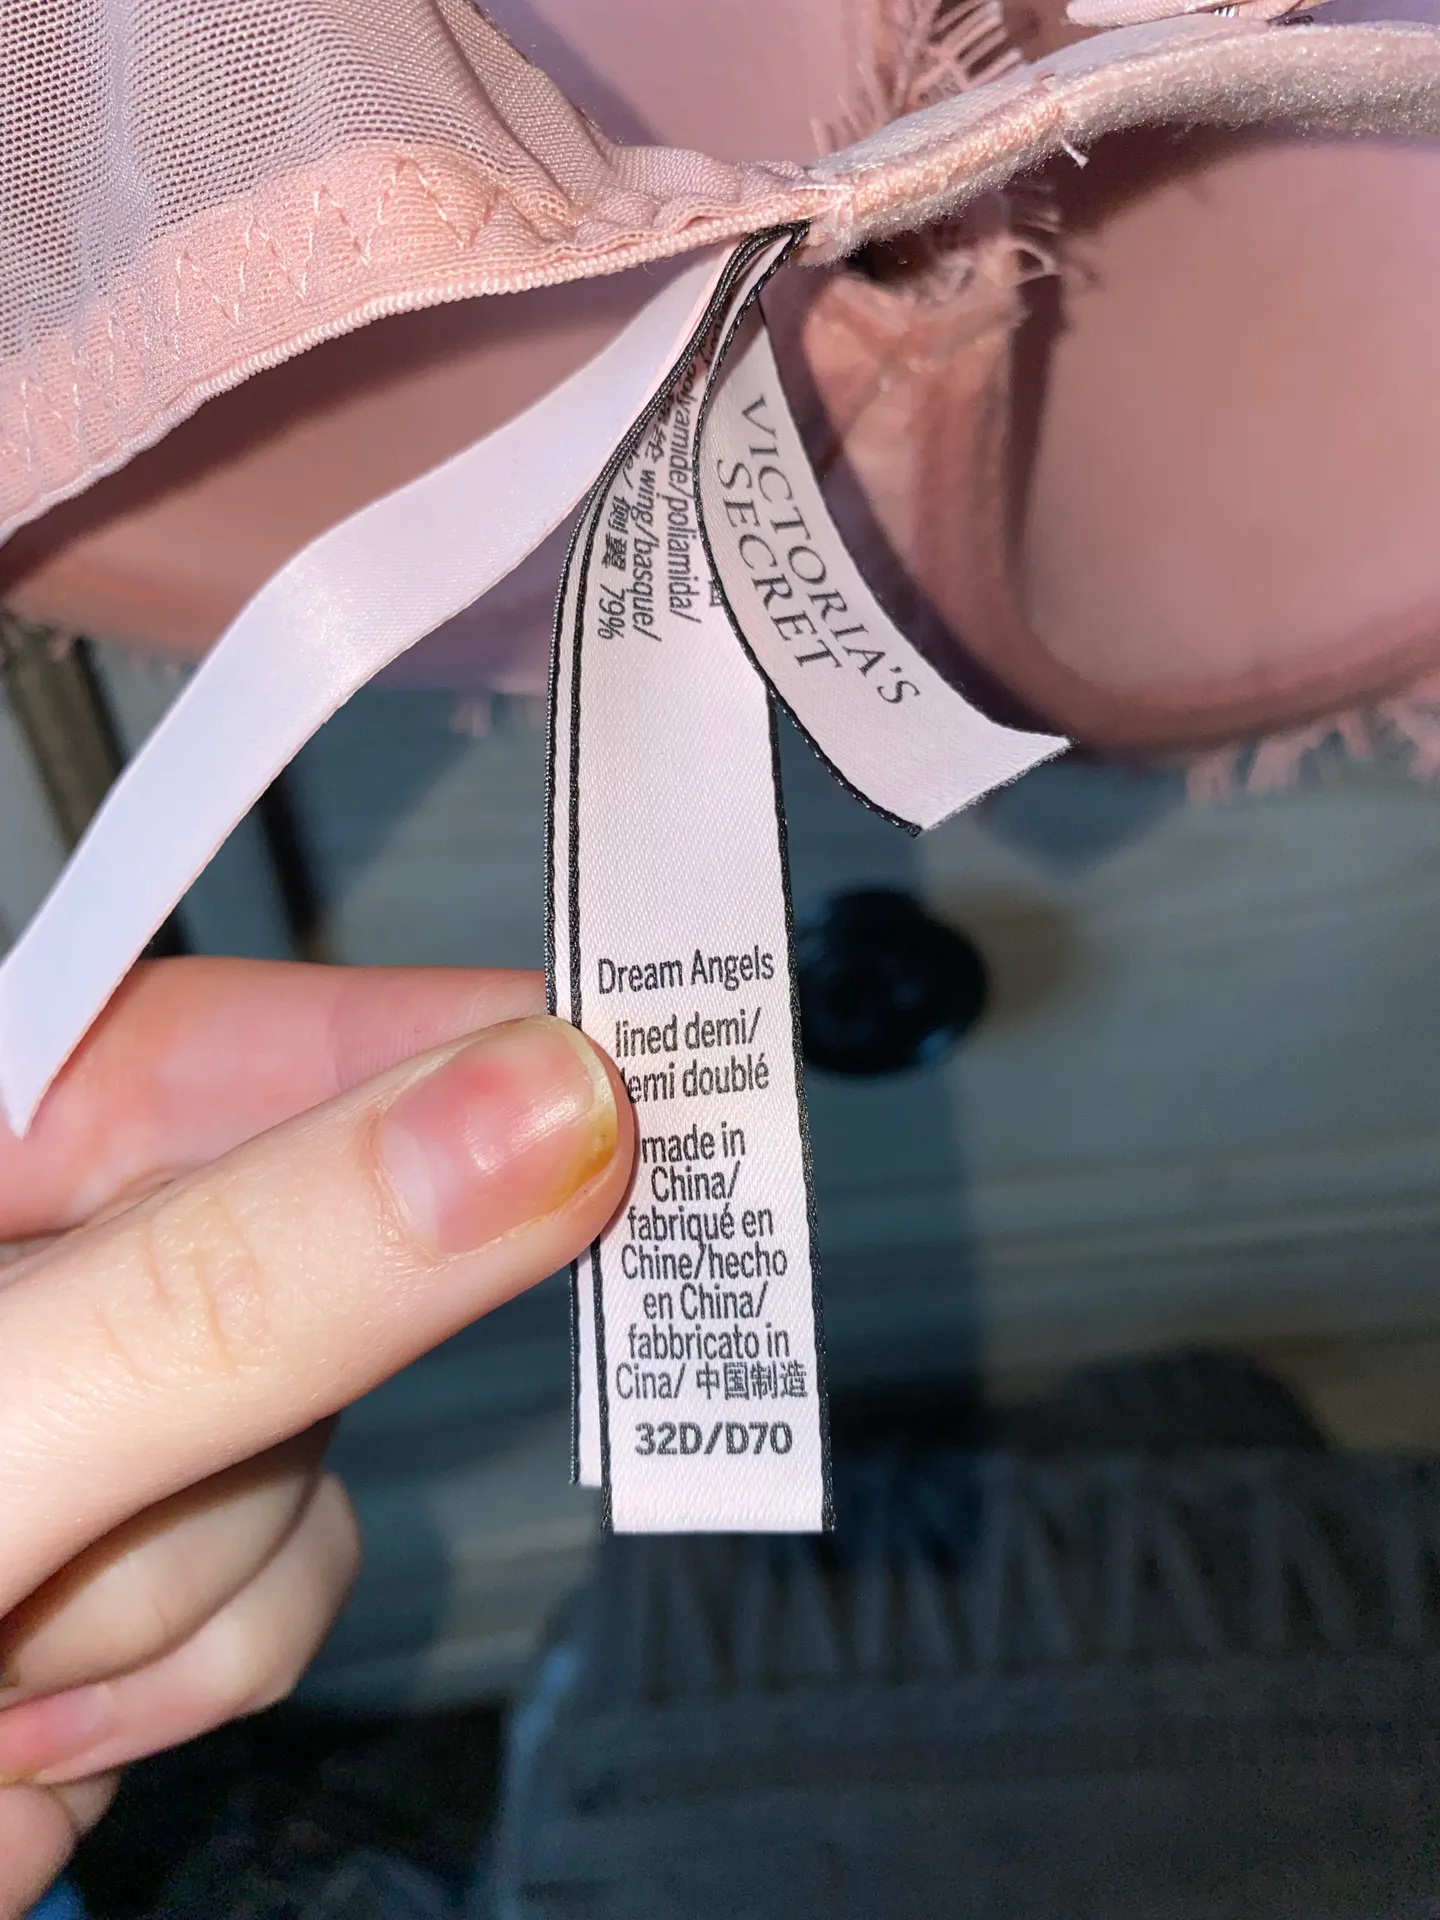 VICTORIA'S
SECRET
polyamide/poliamida/
wing/basque/
侧翼 79%
Dream Angels
lined demi/
demi doublé
made in
China/
fabriqué en
Chine/hecho
en China/
fabbricato in
Cina/ 中国制造
32D/D70